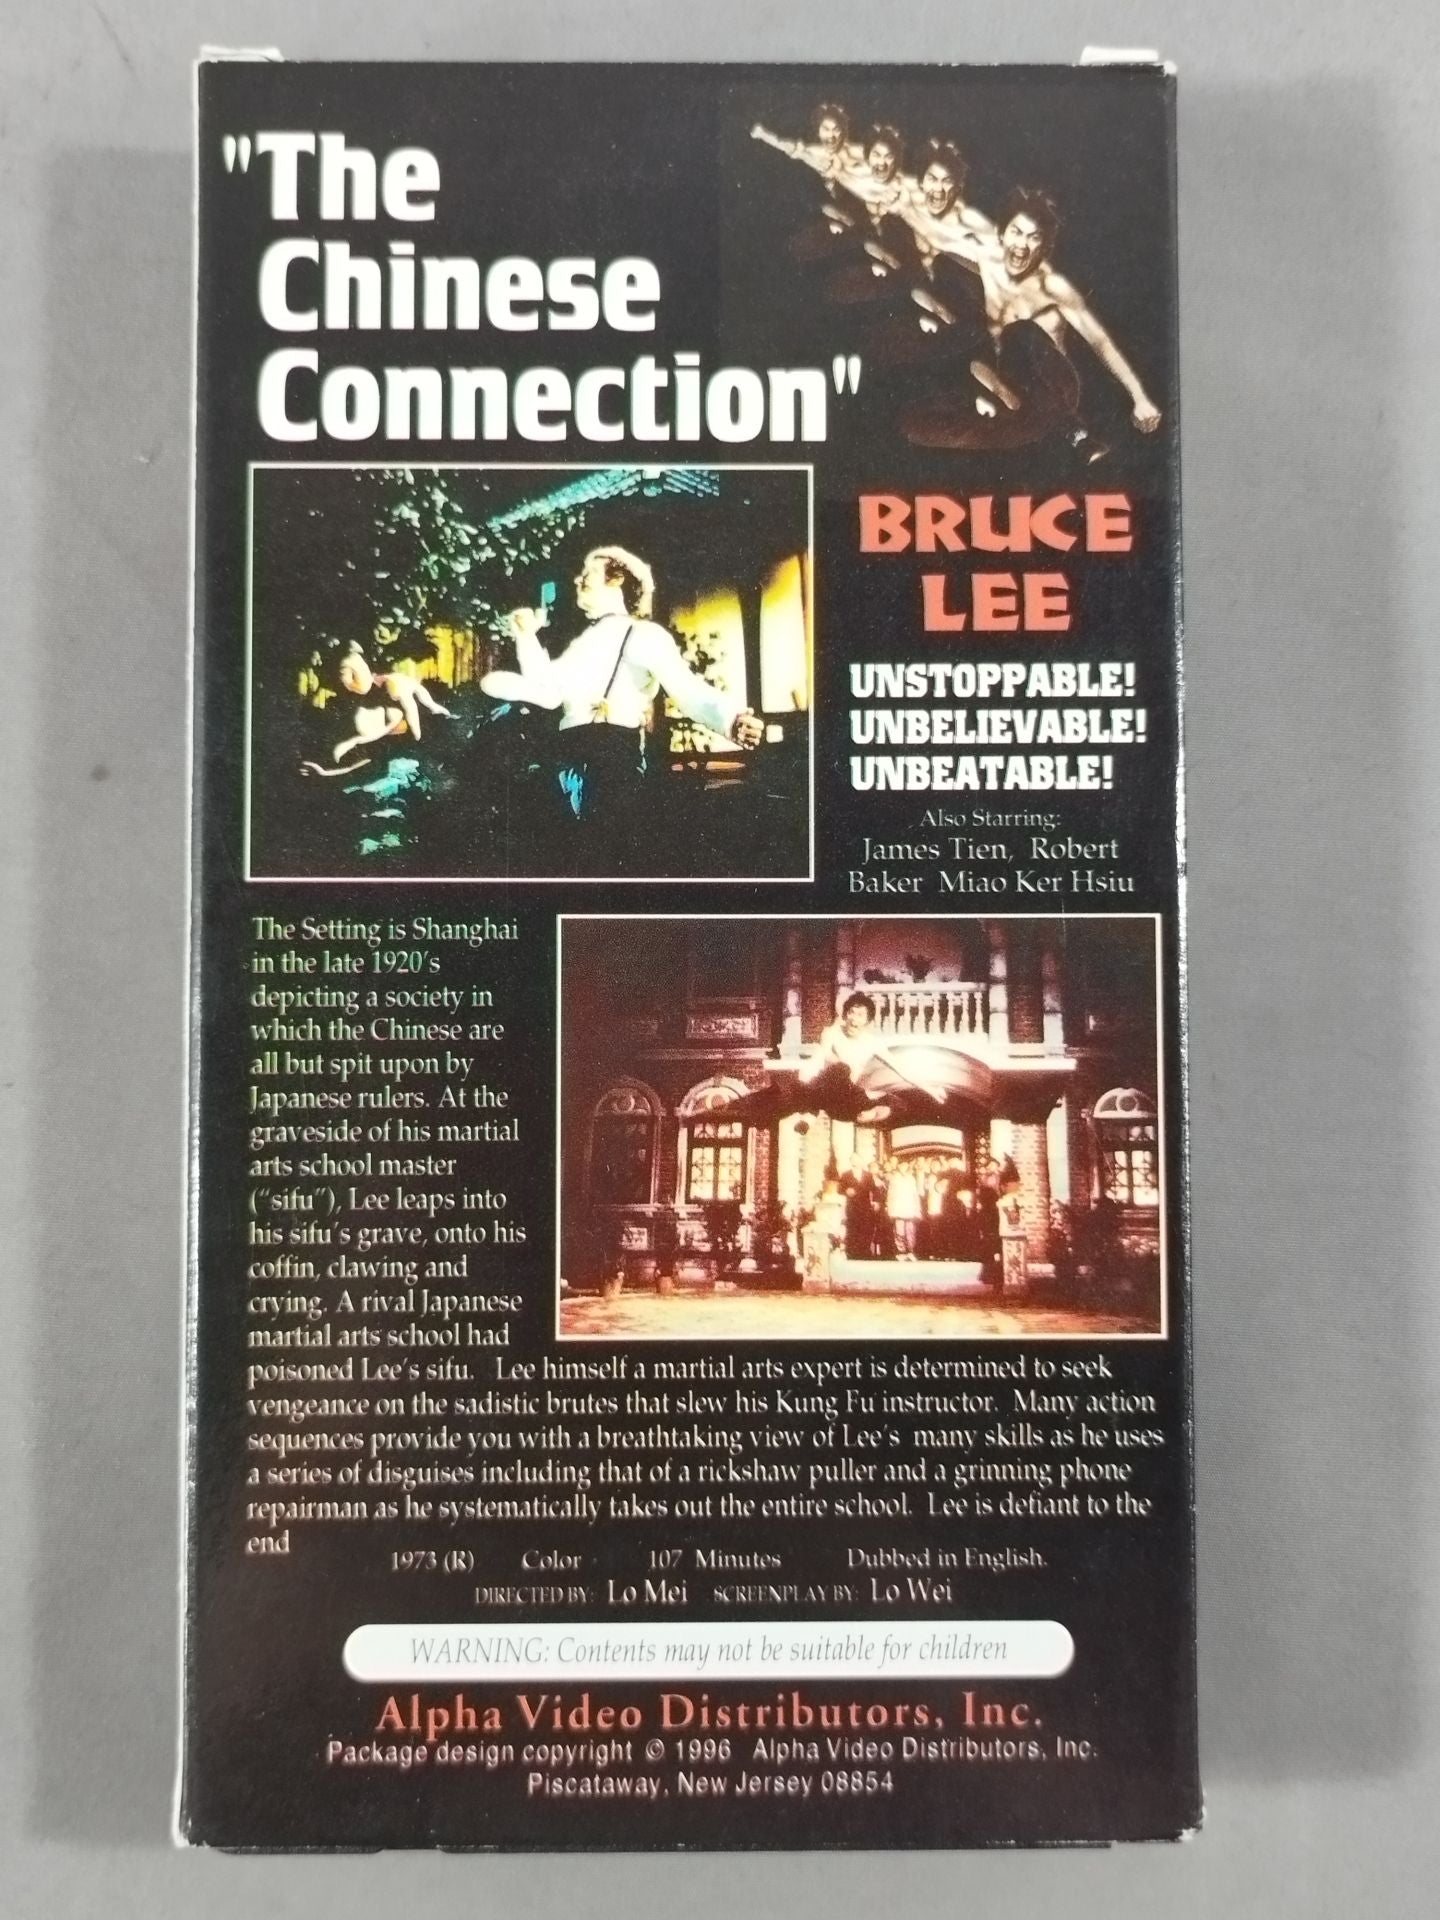 "The
Chinese
Connection"
BRUCE
LEE
UNSTOPPABLE!
UNBELIEVABLE!
UNBEATABLE!
Also Starring:
James Tien, Robert
Baker Miao Ker Hsiu
The Setting is Shanghai
in the late 1920's
depicting a society in
which the Chinese are
all but spit upon by
Japanese rulers. At the
graveside of his martial
arts school master
("sifu"), Lee leaps into
his sifu's grave, onto his
coffin, clawing and
crying. A rival Japanese
martial arts school had
poisoned Lee's sifu. Lee himself a martial arts expert is determined to seek
vengeance on the sadistic brutes that slew his Kung Fu instructor. Many action
sequences provide you with a breathtaking view of Lee's many skills as he uses
a series of disguises including that of a rickshaw puller and a grinning phone
repairman as he systematically takes out the entire school. Lee is defiant to the
end
1973 (R) Color 107 Minutes Dubbed in English.
DIRECTED BY: Lo Mei SCREENPLAY BY: Lo Wei
WARNING: Contents may not be suitable for children
Alpha Video Distributors, Inc.
Package design copyright © 1996 Alpha Video Distributors, Inc.
Piscataway, New Jersey 08854